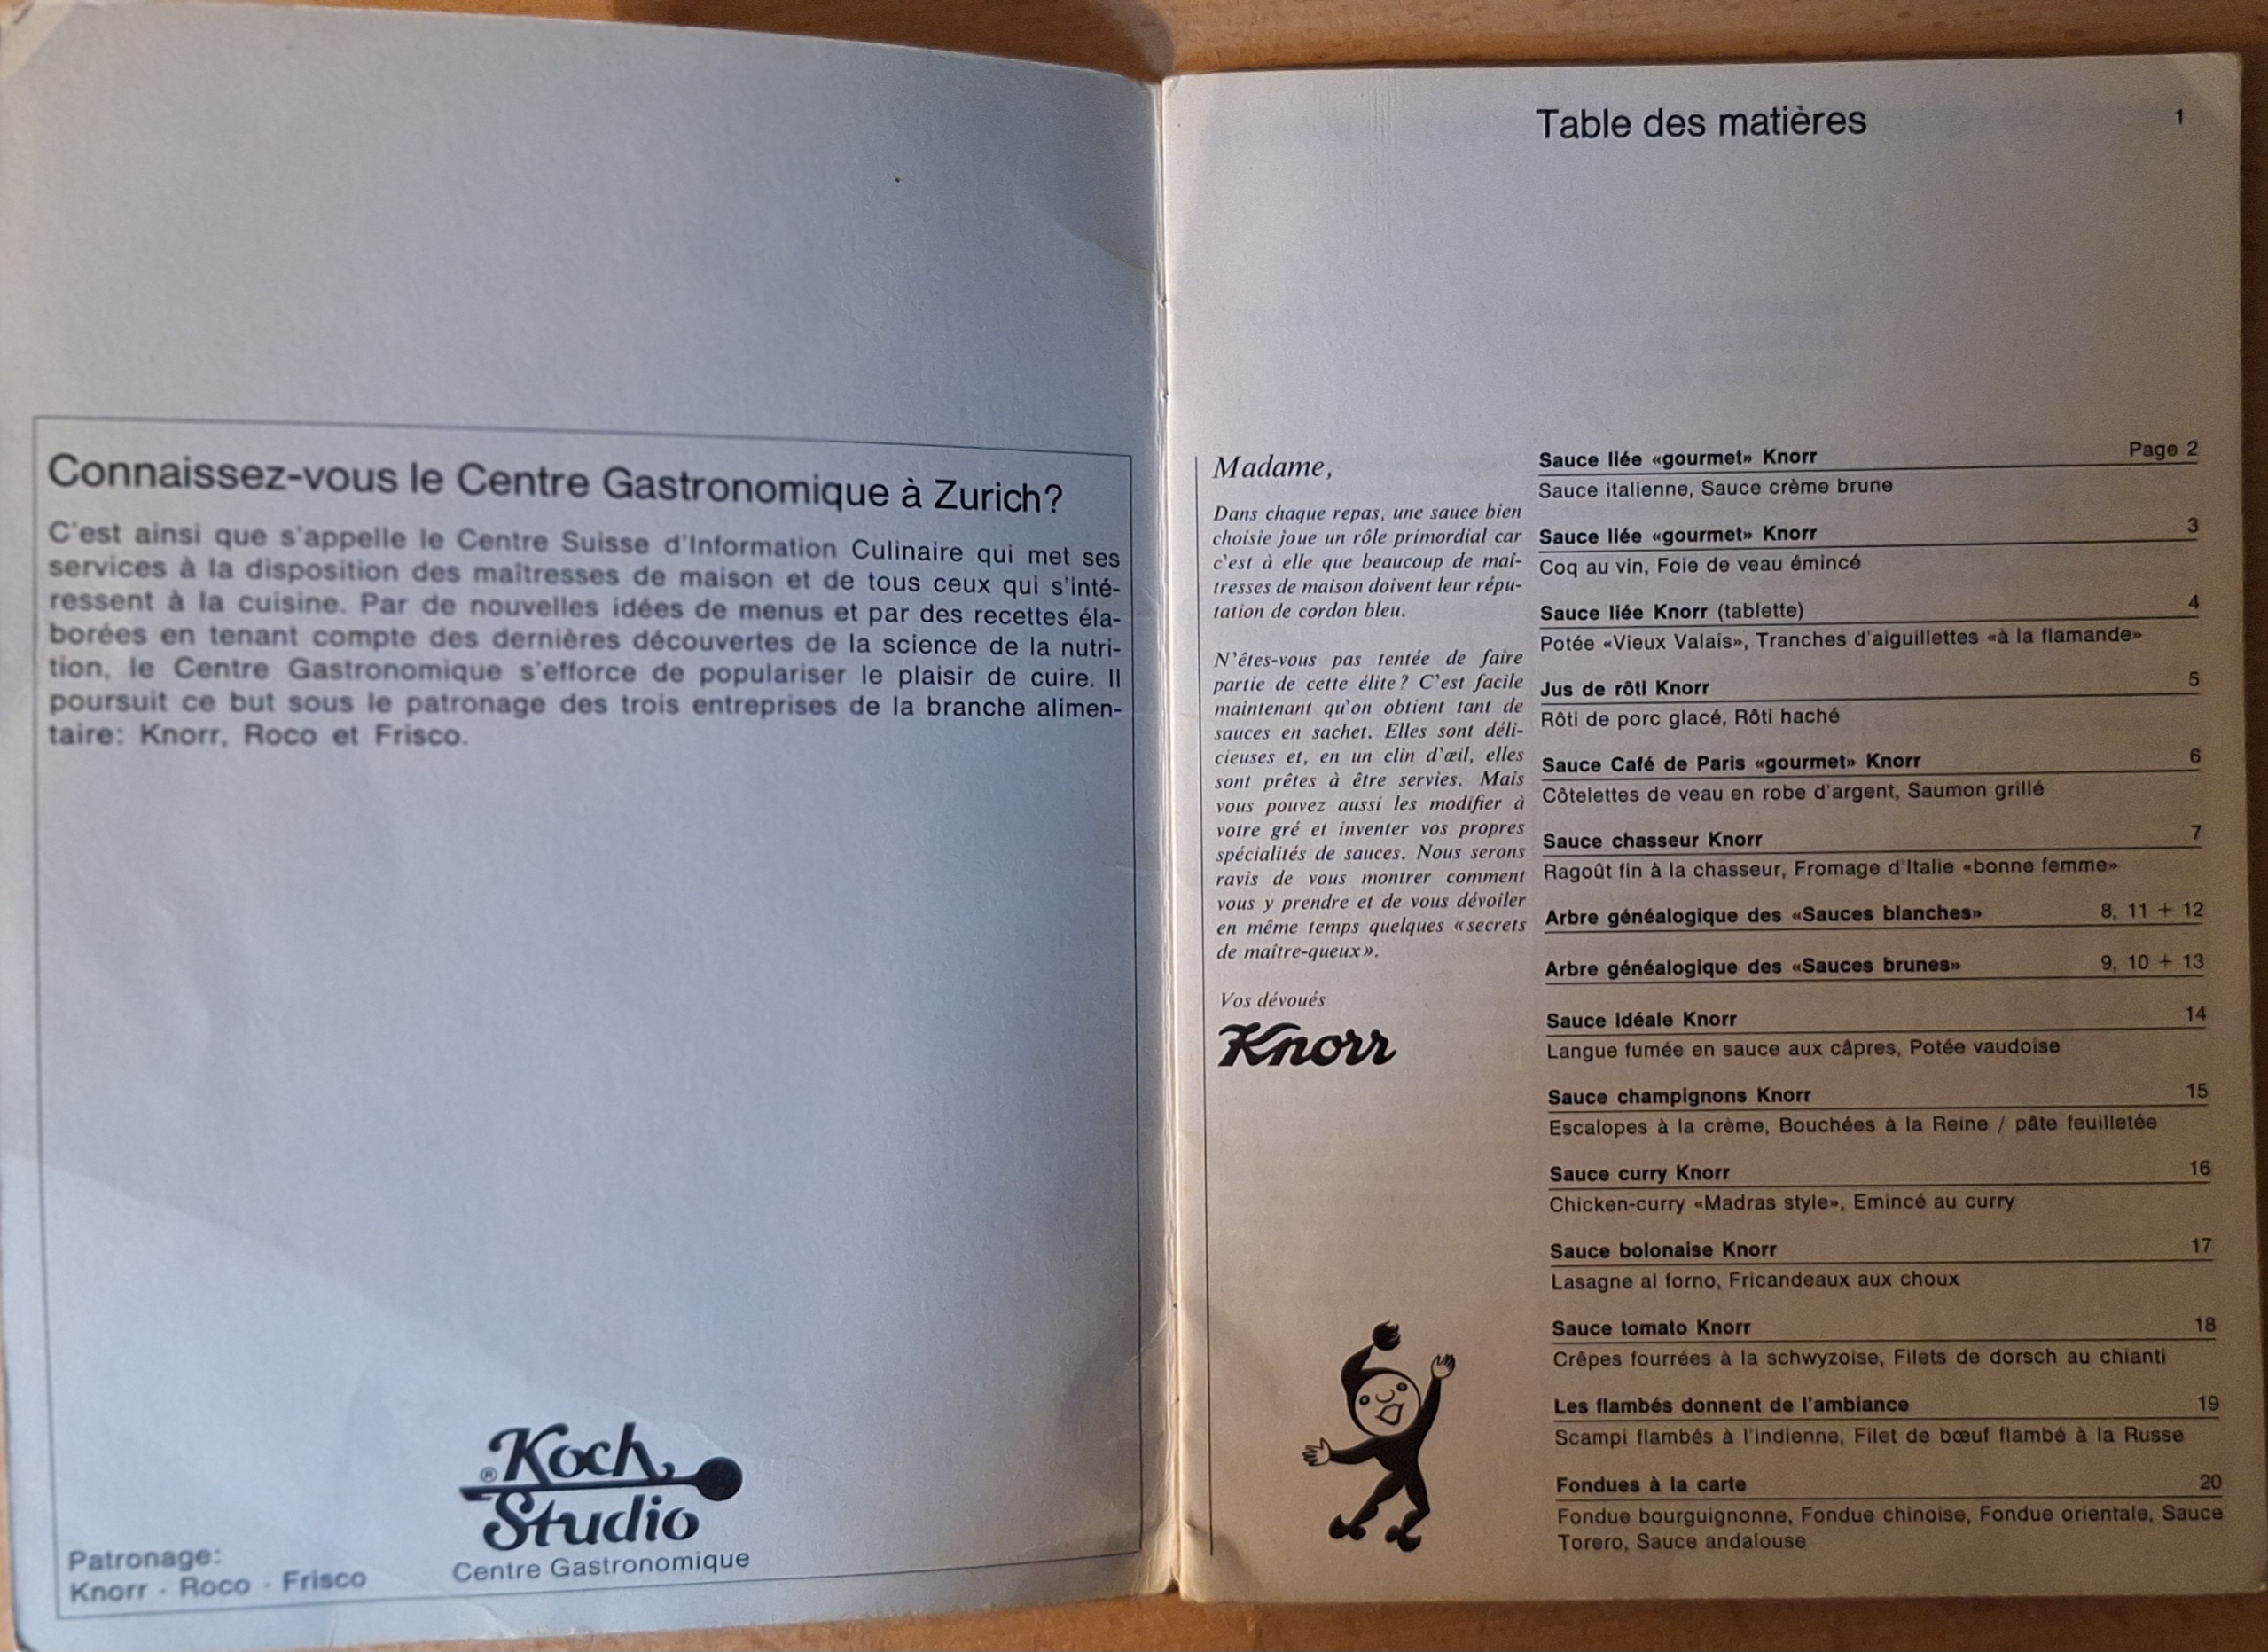 Connaissez-vous le Centre Gastronomique à Zurich?
C'est ainsi que s'appelle le Centre Suisse d'Information Culinaire qui met ses
services à la disposition des maîtresses de maison et de tous ceux qui s'inté-
ressent à la cuisine. Par de nouvelles idées de menus et par des recettes éla-
borées en tenant compte des dernières découvertes de la science de la nutri-
tion, le Centre Gastronomique s'efforce de populariser le plaisir de cuire. Il
poursuit ce but sous le patronage des trois entreprises de la branche alimen-
taire: Knorr, Roco et Frisco.
Patronage:
Knorr · Roco · Frisco
® Koch
Studio
Centre Gastronomique
Table des matières 1
Madame,
Dans chaque repas, une sauce bien
choisie joue un rôle primordial car
c'est à elle que beaucoup de maî-
tresses de maison doivent leur répu-
tation de cordon bleu.
N'êtes-vous pas tentée de faire
partie de cette élite? C'est facile
maintenant qu'on obtient tant de
sauces en sachet. Elles sont déli-
cieuses et, en un clin d'œil, elles
sont prêtes à être servies. Mais
vous pouvez aussi les modifier à
votre gré et inventer vos propres
spécialités de sauces. Nous serons
ravis de vous montrer comment
vous y prendre et de vous dévoiler
en même temps quelques «secrets
de maître-queux».
Vos dévoués
Knorr
Sauce liée «gourmet» Knorr Page 2
Sauce italienne, Sauce crème brune
Sauce liée «gourmet» Knorr 3
Coq au vin, Foie de veau émincé
Sauce liée Knorr (tablette) 4
Potée «Vieux Valais», Tranches d'aiguillettes «à la flamande»
Jus de rôti Knorr 5
Rôti de porc glacé, Rôti haché
Sauce Café de Paris «gourmet» Knorr 6
Côtelettes de veau en robe d'argent, Saumon grillé
Sauce chasseur Knorr 7
Ragoût fin à la chasseur, Fromage d'Italie «bonne femme»
Arbre généalogique des «Sauces blanches» 8, 11 + 12
Arbre généalogique des «Sauces brunes» 9, 10 + 13
Sauce idéale Knorr 14
Langue fumée en sauce aux câpres, Potée vaudoise
Sauce champignons Knorr 15
Escalopes à la crème, Bouchées à la Reine / pâte feuilletée
Sauce curry Knorr 16
Chicken-curry «Madras style», Emincé au curry
Sauce bolonaise Knorr 17
Lasagne al forno, Fricandeaux aux choux
Sauce tomato Knorr 18
Crêpes fourrées à la schwyzoise, Filets de dorsch au chianti
Les flambés donnent de l'ambiance 19
Scampi flambés à l'indienne, Filet de bœuf flambé à la Russe
Fondues à la carte 20
Fondue bourguignonne, Fondue chinoise, Fondue orientale, Sauce
Torero, Sauce andalouse